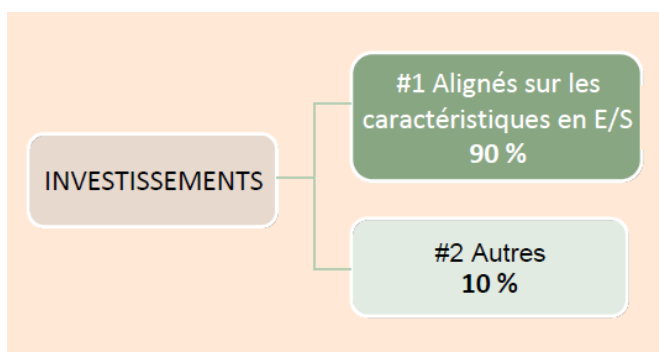 #1 Alignés sur les
caractéristiques en E/S
90 %
INVESTISSEMENTS
#2 Autres
10 %